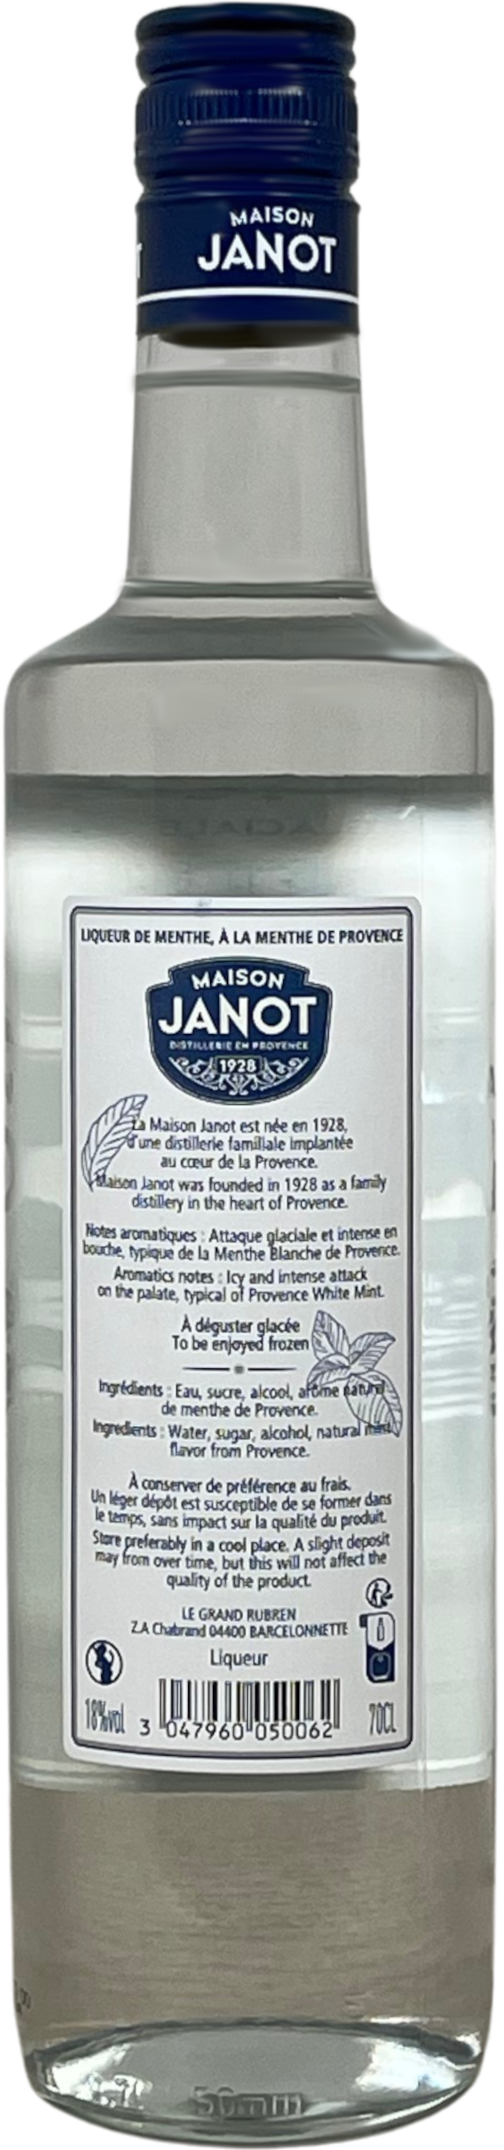 MAISON
JANOT
LIQUEUR DE MENTHE, À LA MENTHE DE PROVENCE
MAISON
JANOT
DISTILLERIE EN PROVENCE
1928
La Maison Janot est née en 1928,
d'une distillerie familiale implantée
au cœur de la Provence.
Maison Janot was founded in 1928 as a family
distillery in the heart of Provence.
Notes aromatiques : Attaque glaciale et intense en
bouche, typique de la Menthe Blanche de Provence.
Aromatics notes : Icy and intense attack
on the palate, typical of Provence White Mint.
À déguster glacée
To be enjoyed frozen
Ingrédients : Eau, sucre, alcool, arôme naturel
de menthe de Provence.
Ingredients : Water, sugar, alcohol, natural mint
flavor from Provence.
À conserver de préférence au frais.
Un léger dépôt est susceptible de se former dans
le temps, sans impact sur la qualité du produit.
Store preferably in a cool place. A slight deposit
may from over time, but this will not affect the
quality of the product.
LE GRAND RUBREN
Z.A Chabrand 04400 BARCELONNETTE
Liqueur
18%vol
3 047960 050062
70CL
50mm